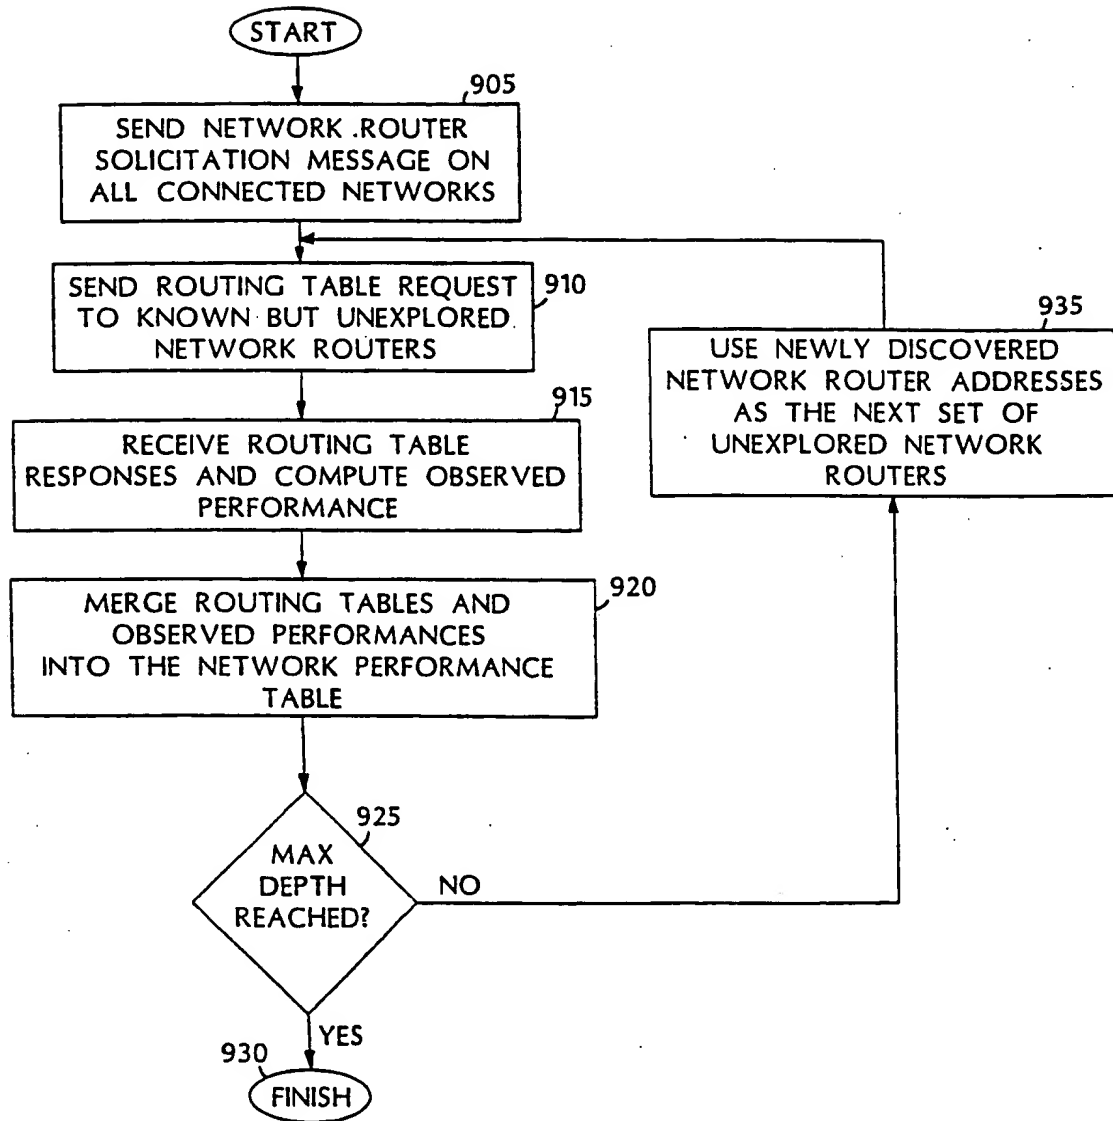 START
905
SEND NETWORK ROUTER
SOLICITATION MESSAGE ON
ALL CONNECTED NETWORKS
SEND ROUTING TABLE REQUEST
TO KNOWN BUT UNEXPLORED
NETWORK ROUTERS
910
915
RECEIVE ROUTING TABLE
RESPONSES AND COMPUTE OBSERVED
PERFORMANCE
920
MERGE ROUTING TABLES AND
OBSERVED PERFORMANCES
INTO THE NETWORK PERFORMANCE
TABLE
925
MAX
DEPTH
REACHED?
NO
935
USE NEWLY DISCOVERED
NETWORK ROUTER ADDRESSES
AS THE NEXT SET OF
UNEXPLORED NETWORK
ROUTERS
YES
930
FINISH